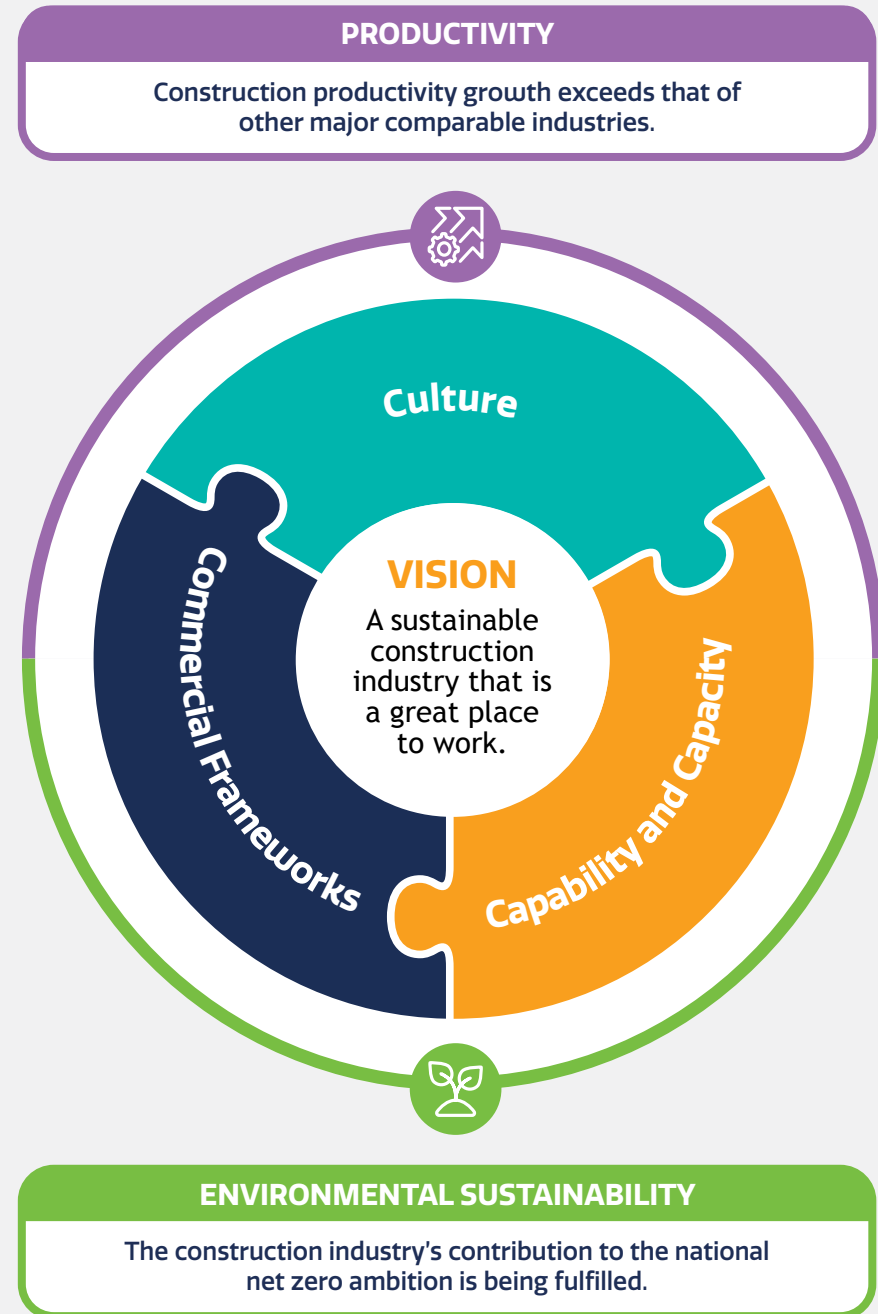 PRODUCTIVITY
Construction productivity growth exceeds that of
other major comparable industries.
Culture
Commercial Frameworks
VISION
A sustainable
construction
industry that is
a great place
to work.
Capability and Capacity
ENVIRONMENTAL SUSTAINABILITY
The construction industry’s contribution to the national
net zero ambition is being fulfilled.